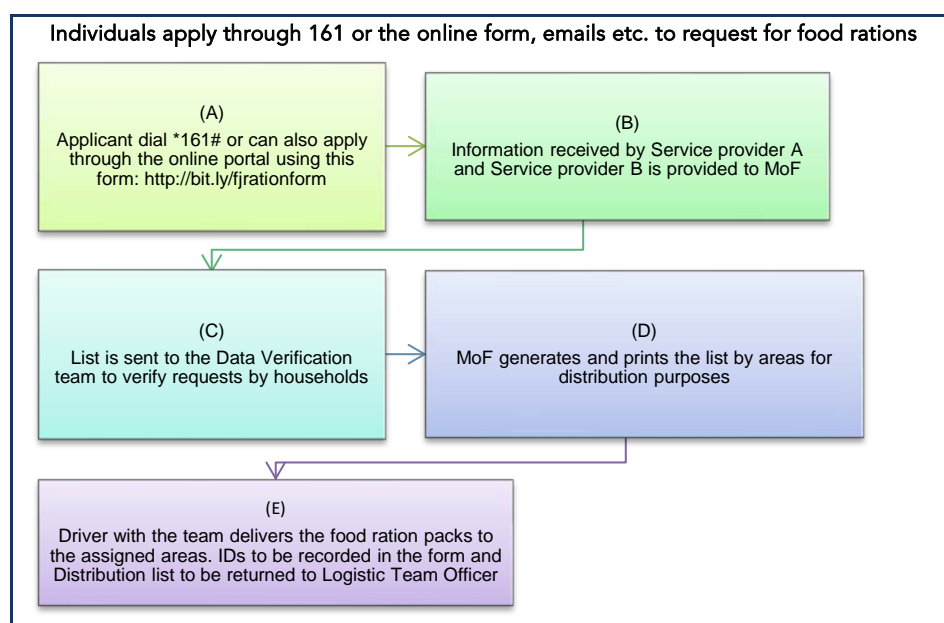 Individuals apply through 161 or the online form, emails etc. to request for food rations
(A)
Applicant dial *161# or can also apply
through the online portal using this
form: http://bit.ly/fjrationform
(B)
Information received by Service provider A
and Service provider B is provided to MoF
(C)
List is sent to the Data Verification
team to verify requests by households
(D)
MoF generates and prints the list by areas for
distribution purposes
(E)
Driver with the team delivers the food ration packs to
the assigned areas. IDs to be recorded in the form and
Distribution list to be returned to Logistic Team Officer